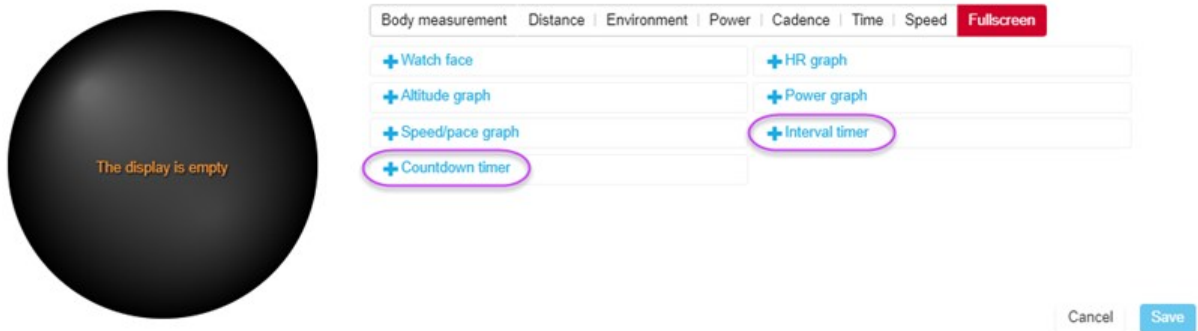 Body measurement Distance Environment Power Cadence Time Speed Fullscreen
Watch face HR graph
Altitude graph Power graph
Speed/pace graph Interval timer
The display is empty Countdown timer
Cancel Save